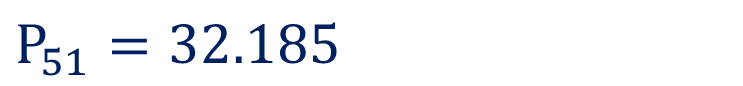 P₅₁ = 32.185